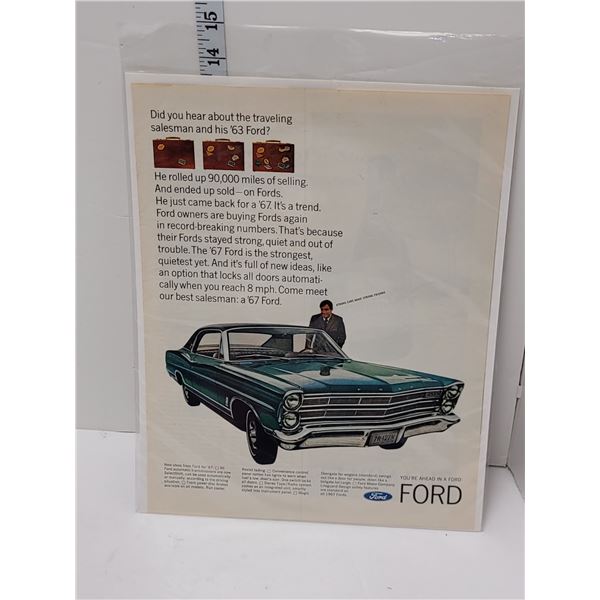 14 15
Did you hear about the traveling
salesman and his '63 Ford?
He rolled up 90,000 miles of selling.
And ended up sold—on Fords.
He just came back for a '67. It's a trend.
Ford owners are buying Fords again
in record-breaking numbers. That's because
their Fords stayed strong, quiet and out of
trouble. The '67 Ford is the strongest,
quietest yet. And it's full of new ideas, like
an option that locks all doors automati-
cally when you reach 8 mph. Come meet
our best salesman: a '67 Ford.
STRONG CARS MAKE STRONG FRIENDS
YOU'RE AHEAD IN A FORD
Ford
FORD